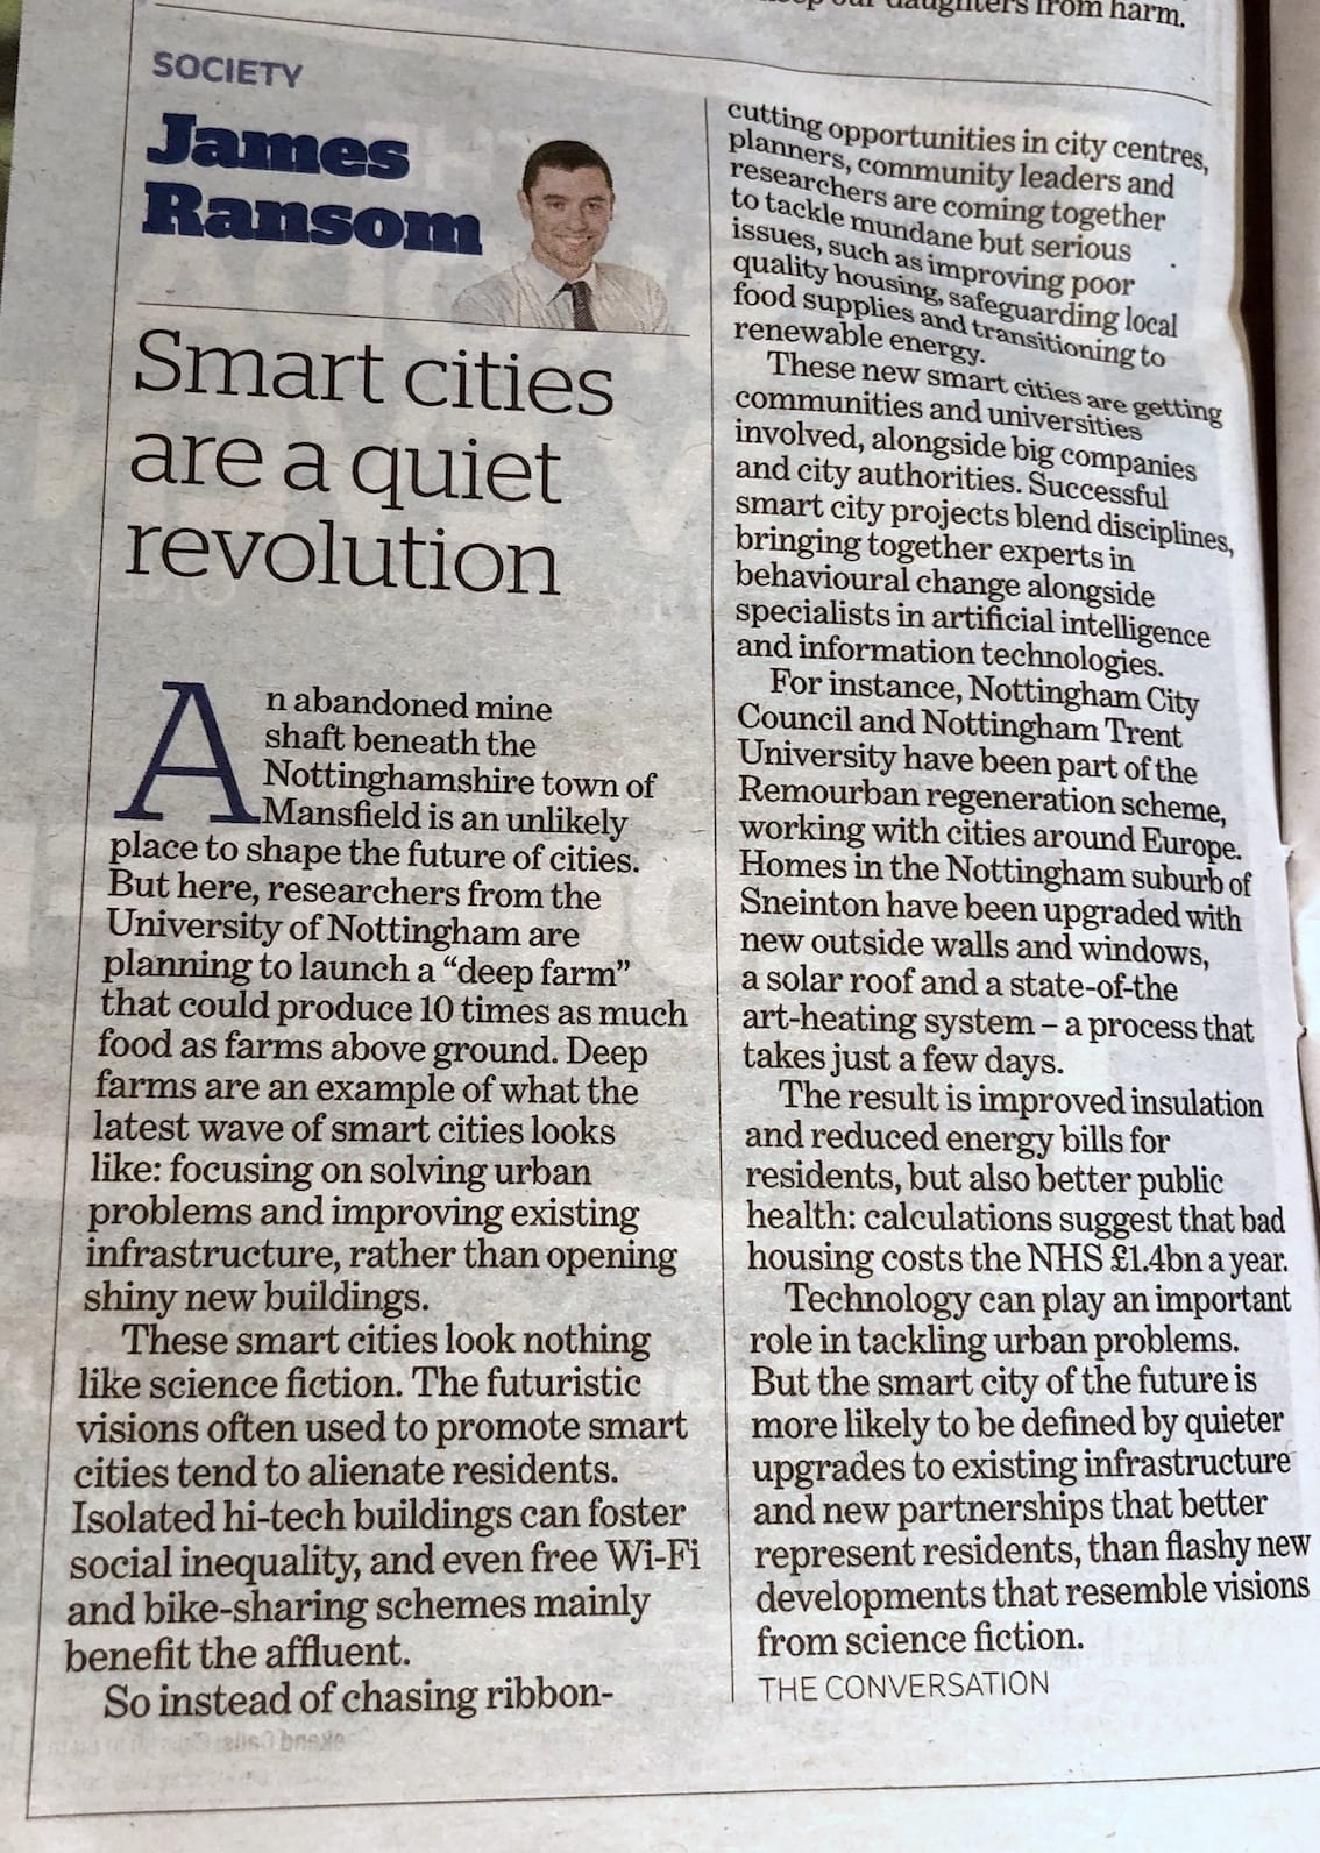 our daughters from harm.
SOCIETY
James
Ransom
Smart cities
are a quiet
revolution
An abandoned mine
shaft beneath the
Nottinghamshire town of
Mansfield is an unlikely
place to shape the future of cities.
But here, researchers from the
University of Nottingham are
planning to launch a “deep farm”
that could produce 10 times as much
food as farms above ground. Deep
farms are an example of what the
latest wave of smart cities looks
like: focusing on solving urban
problems and improving existing
infrastructure, rather than opening
shiny new buildings.
These smart cities look nothing
like science fiction. The futuristic
visions often used to promote smart
cities tend to alienate residents.
Isolated hi-tech buildings can foster
social inequality, and even free Wi-Fi
and bike-sharing schemes mainly
benefit the affluent.
So instead of chasing ribbon-
cutting opportunities in city centres,
planners, community leaders and
researchers are coming together
to tackle mundane but serious
issues, such as improving poor
quality housing, safeguarding local
food supplies and transitioning to
renewable energy.
These new smart cities are getting
communities and universities
involved, alongside big companies
and city authorities. Successful
smart city projects blend disciplines,
bringing together experts in
behavioural change alongside
specialists in artificial intelligence
and information technologies.
For instance, Nottingham City
Council and Nottingham Trent
University have been part of the
Remourban regeneration scheme,
working with cities around Europe.
Homes in the Nottingham suburb of
Sneinton have been upgraded with
new outside walls and windows,
a solar roof and a state-of-the
art-heating system – a process that
takes just a few days.
The result is improved insulation
and reduced energy bills for
residents, but also better public
health: calculations suggest that bad
housing costs the NHS £1.4bn a year.
Technology can play an important
role in tackling urban problems.
But the smart city of the future is
more likely to be defined by quieter
upgrades to existing infrastructure
and new partnerships that better
represent residents, than flashy new
developments that resemble visions
from science fiction.
THE CONVERSATION